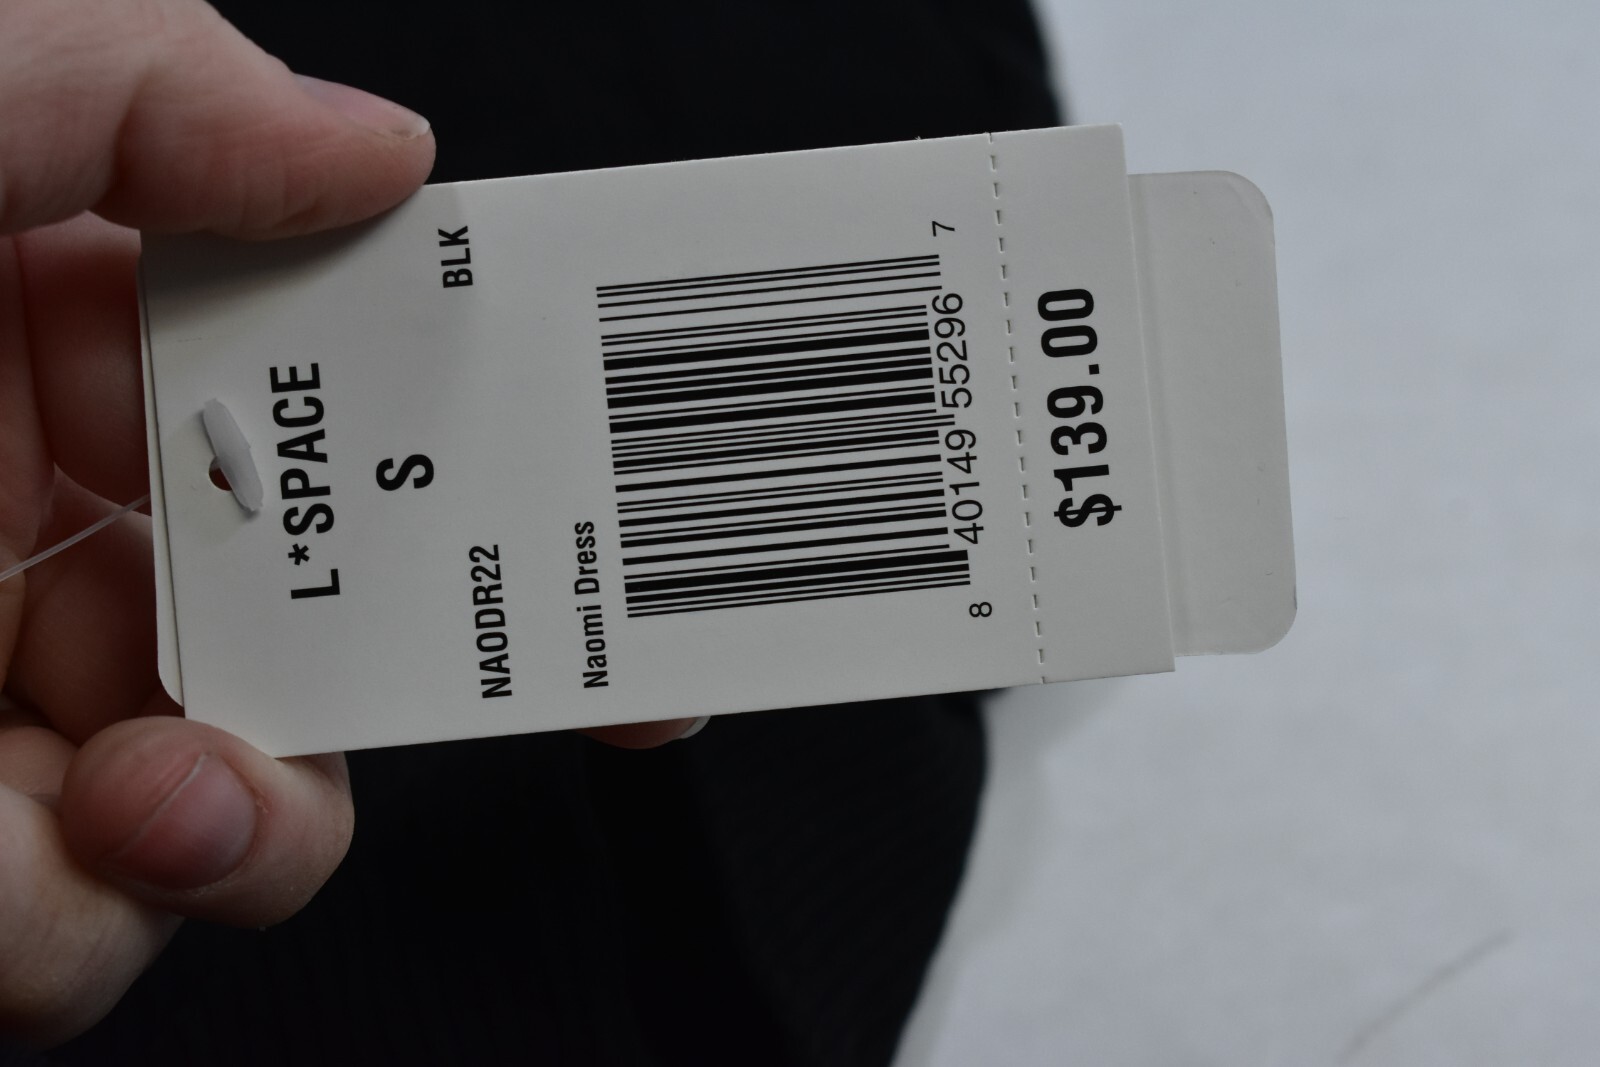 L*SPACE
S
BLK
NAODR22
Naomi Dress
8 40149 55296 7
$139.00